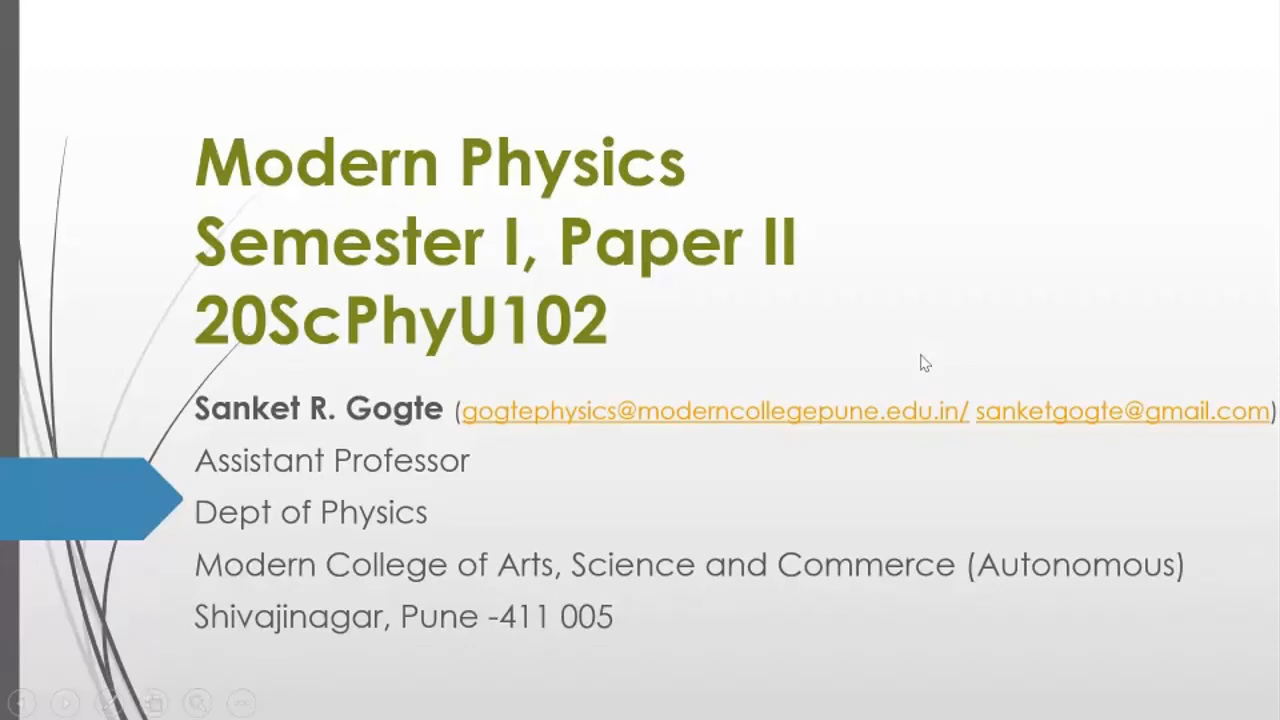 Modern Physics
Semester I, Paper II
20ScPhyU102
Sanket R. Gogte (gogtephysics@moderncollegepune.edu.in/ sanketgogte@gmail.com)
Assistant Professor
Dept of Physics
Modern College of Arts, Science and Commerce (Autonomous)
Shivajinagar, Pune -411 005